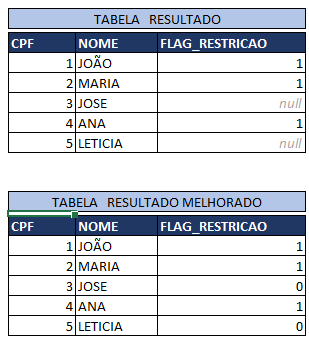 TABELA RESULTADO
CPF NOME FLAG_RESTRICAO
1 JOÃO 1
2 MARIA 1
3 JOSE null
4 ANA 1
5 LETICIA null
TABELA RESULTADO MELHORADO
CPF NOME FLAG_RESTRICAO
1 JOÃO 1
2 MARIA 1
3 JOSE 0
4 ANA 1
5 LETICIA 0